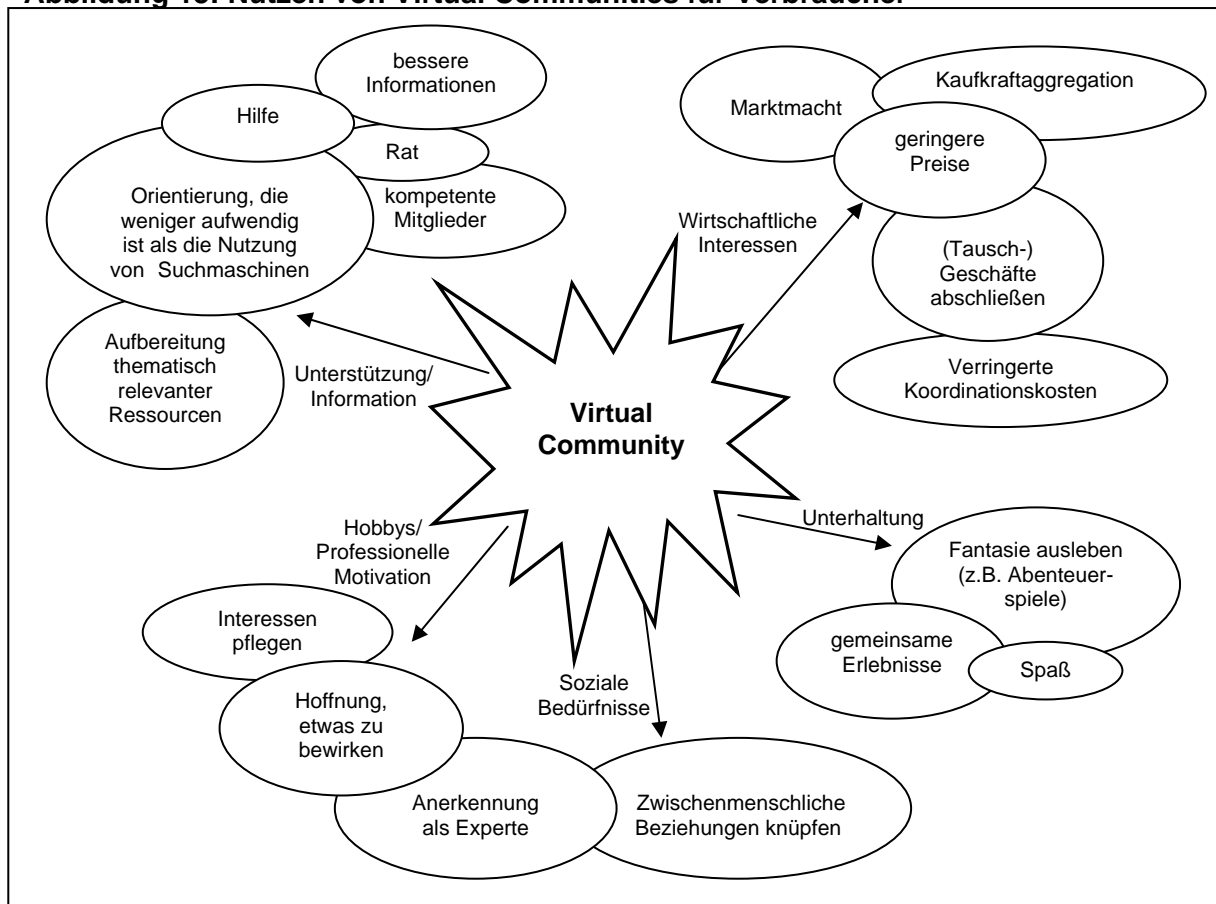 bessere
Informationen
Hilfe
Rat
kompetente
Mitglieder
Orientierung, die
weniger aufwendig
ist als die Nutzung
von Suchmaschinen
Aufbereitung
thematisch
relevanter
Ressourcen
Unterstützung/
Information
Marktmacht
Kaufkraftaggregation
geringere
Preise
Wirtschaftliche
Interessen
(Tausch-)
Geschäfte
abschließen
Verringerte
Koordinationskosten
Virtual
Community
Unterhaltung
Fantasie ausleben
(z.B. Abenteuer-
spiele)
gemeinsame
Erlebnisse
Spaß
Hobbys/
Professionelle
Motivation
Interessen
pflegen
Hoffnung,
etwas zu
bewirken
Soziale
Bedürfnisse
Anerkennung
als Experte
Zwischenmenschliche
Beziehungen knüpfen